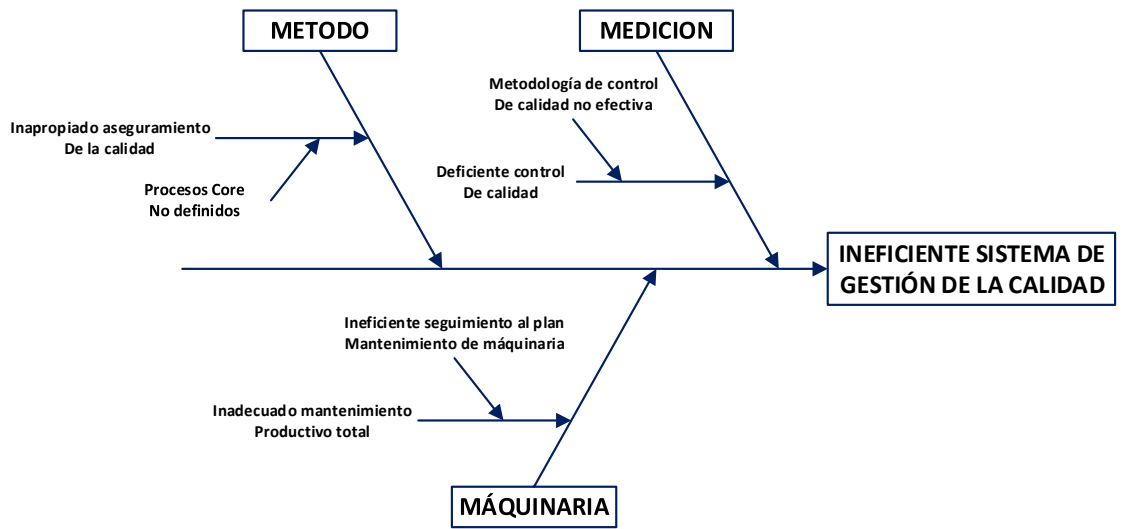 METODO
MEDICION
Metodología de control
De calidad no efectiva
Inapropiado aseguramiento
De la calidad
Deficiente control
De calidad
Procesos Core
No definidos
INEFICIENTE SISTEMA DE
GESTIÓN DE LA CALIDAD
Ineficiente seguimiento al plan
Mantenimiento de máquinaria
Inadecuado mantenimiento
Productivo total
MÁQUINARIA